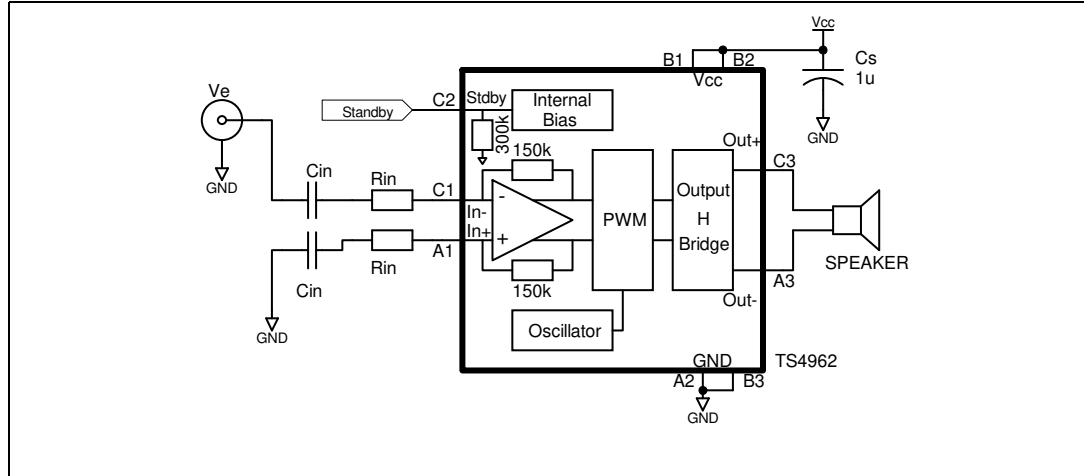 Vcc
B1
B2
Vcc
Cs
1u
GND
Ve
GND
Standby
C2
Stdby
300k
Internal
Bias
150k
Out+
C3
Cin
Rin
C1
In-
-
In+
+
A1
Rin
Cin
GND
PWM
Output
H
Bridge
SPEAKER
150k
A3
Out-
Oscillator
GND
TS4962
A2
B3
GND